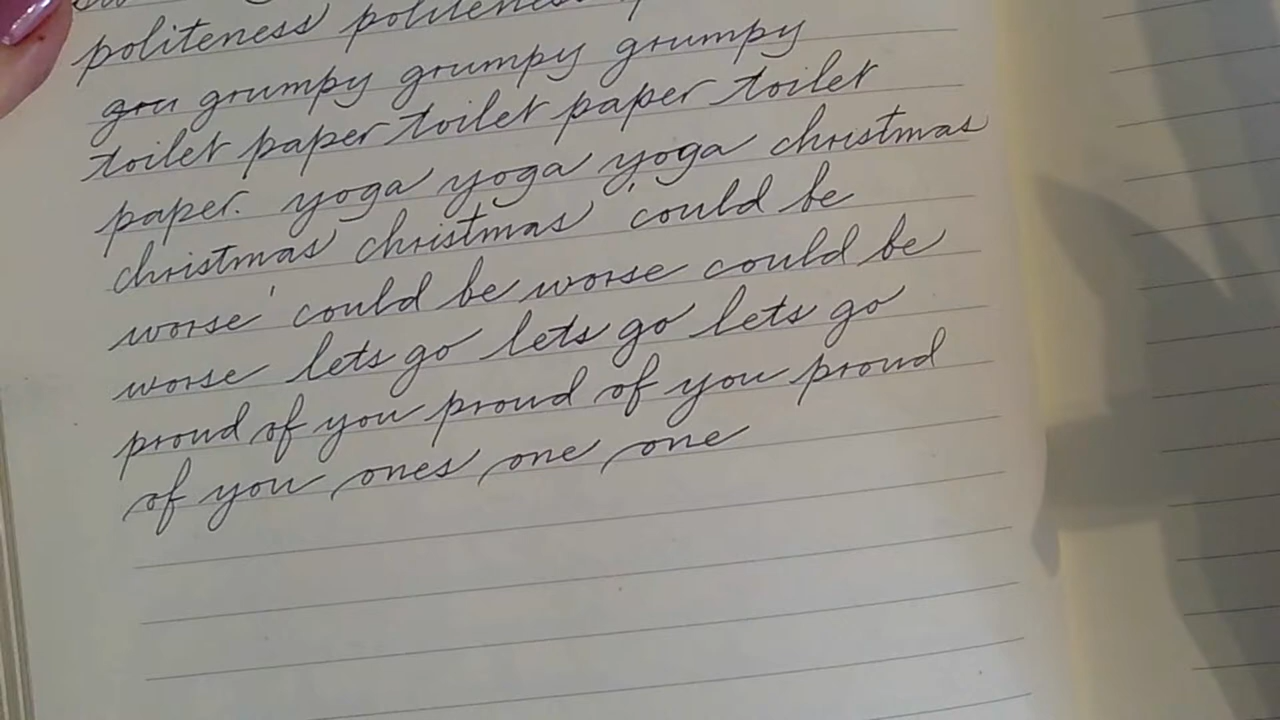 politeness politeness
gru grumpy grumpy grumpy
toilet paper toilet paper toilet
paper. yoga yoga yoga christmas
christmas christmas could be
worse could be worse could be
worse lets go lets go lets go
proud of you proud of you proud
of you ones one one